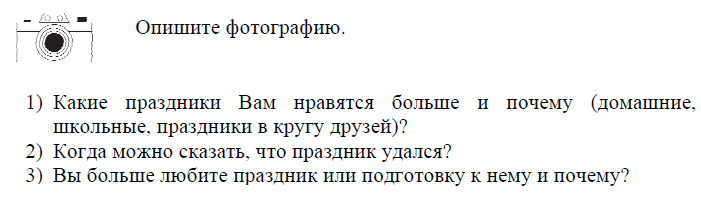 Опишите фотографию.
1) Какие праздники Вам нравятся больше и почему (домашние,
школьные, праздники в кругу друзей)?
2) Когда можно сказать, что праздник удался?
3) Вы больше любите праздник или подготовку к нему и почему?